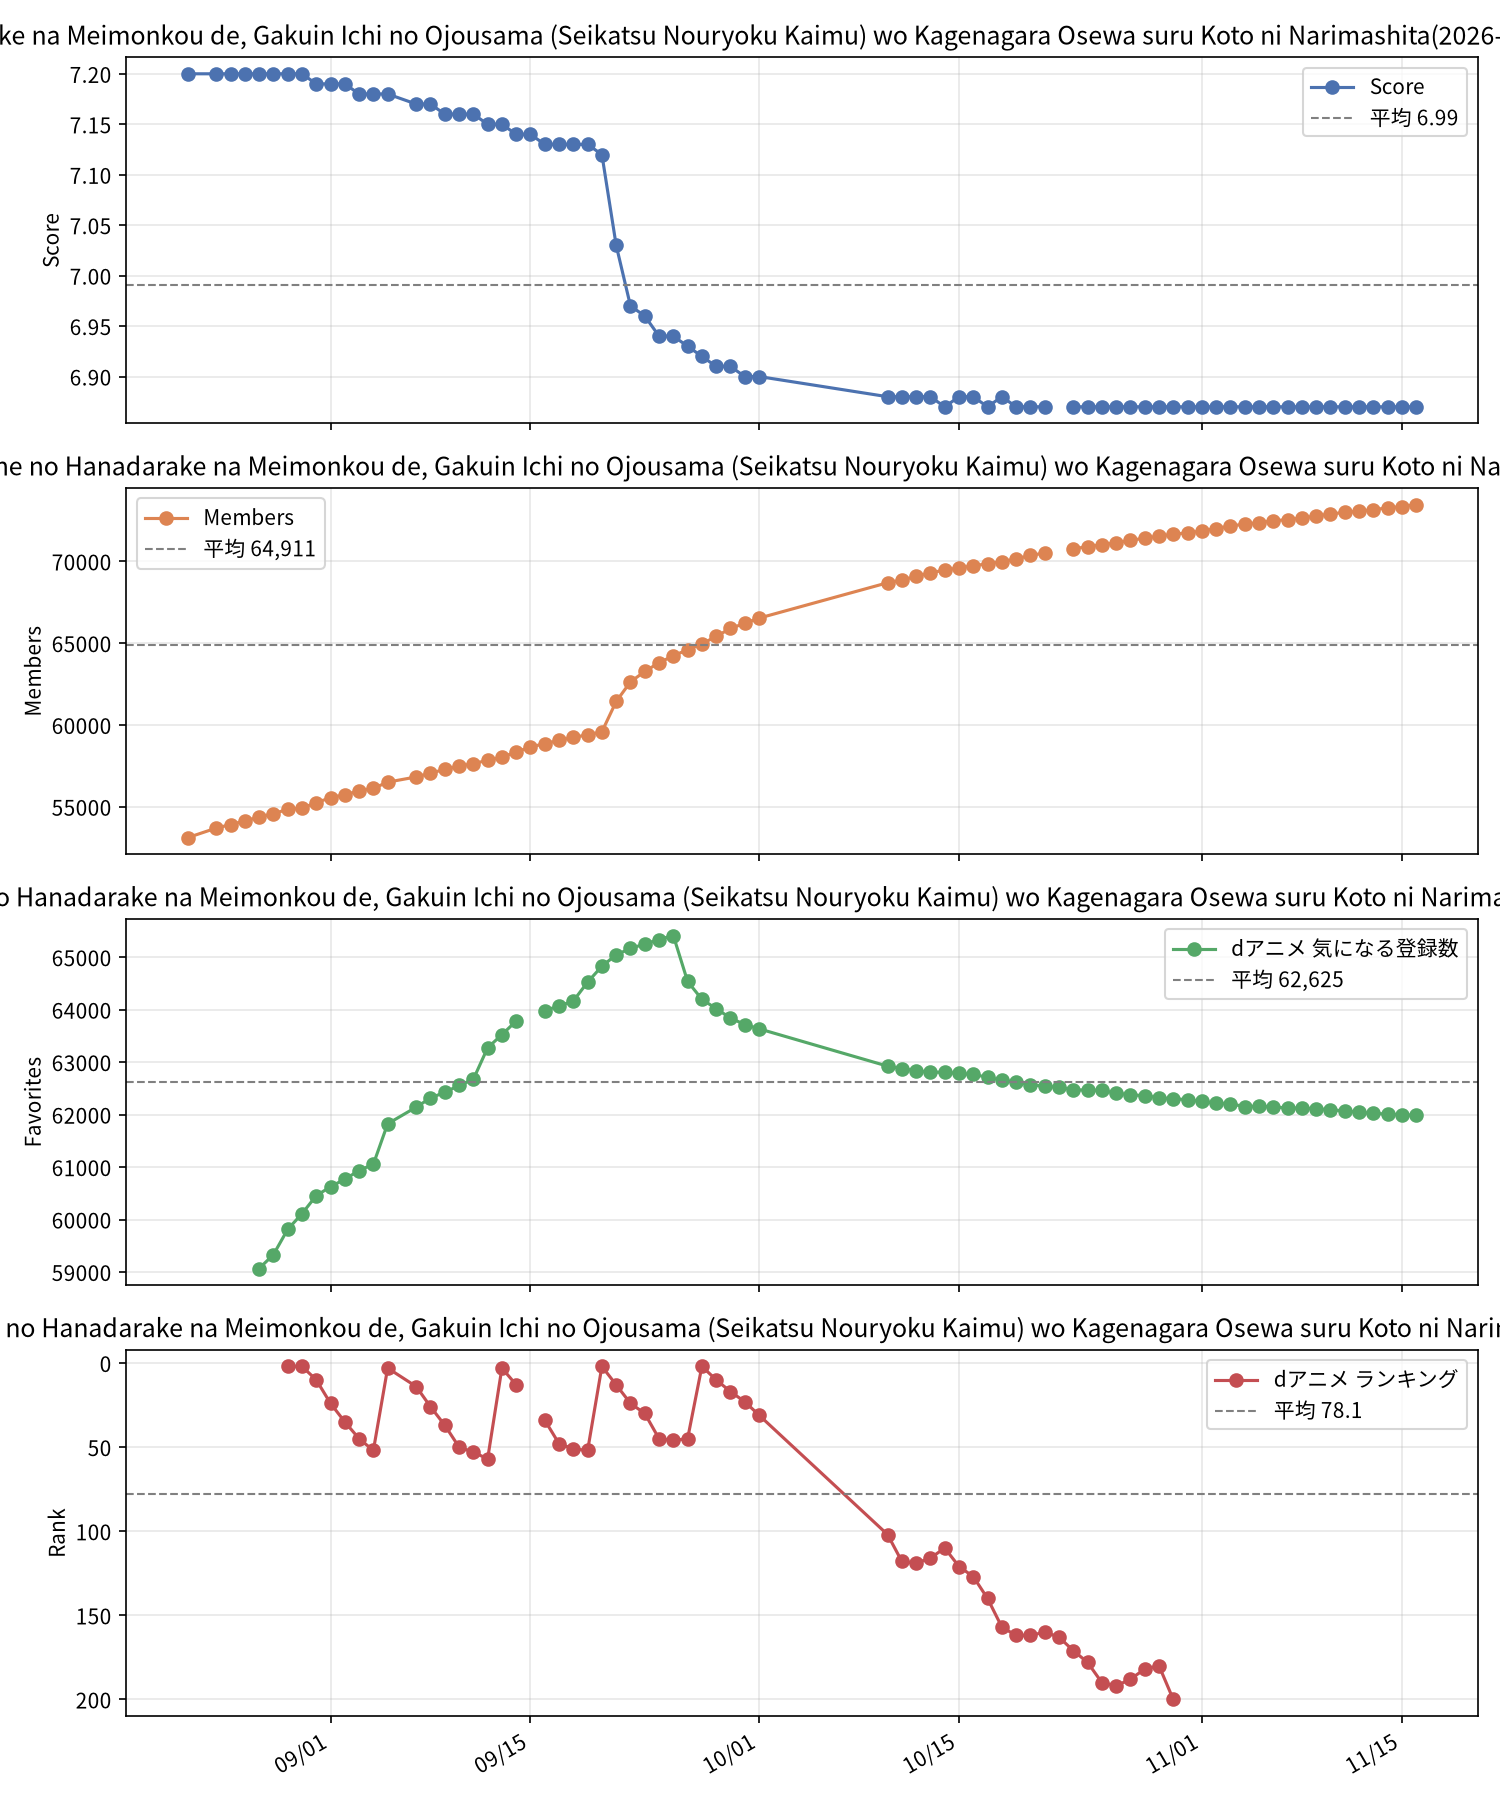 ke na Meimonkou de, Gakuin Ichi no Ojousama (Seikatsu Nouryoku Kaimu) wo Kagenagara Osewa suru Koto ni Narimashita(2026-
7.20
7.15
7.10
7.05
7.00
6.95
6.90
Score
Score
平均 6.99
ne no Hanadarake na Meimonkou de, Gakuin Ichi no Ojousama (Seikatsu Nouryoku Kaimu) wo Kagenagara Osewa suru Koto ni Na
70000
65000
60000
55000
Members
Members
平均 64,911
o Hanadarake na Meimonkou de, Gakuin Ichi no Ojousama (Seikatsu Nouryoku Kaimu) wo Kagenagara Osewa suru Koto ni Narima
65000
64000
63000
62000
61000
60000
59000
Favorites
dアニメ 気になる登録数
平均 62,625
no Hanadarake na Meimonkou de, Gakuin Ichi no Ojousama (Seikatsu Nouryoku Kaimu) wo Kagenagara Osewa suru Koto ni Narin
0
50
100
150
200
Rank
dアニメ ランキング
平均 78.1
09/01
09/15
10/01
10/15
11/01
11/15